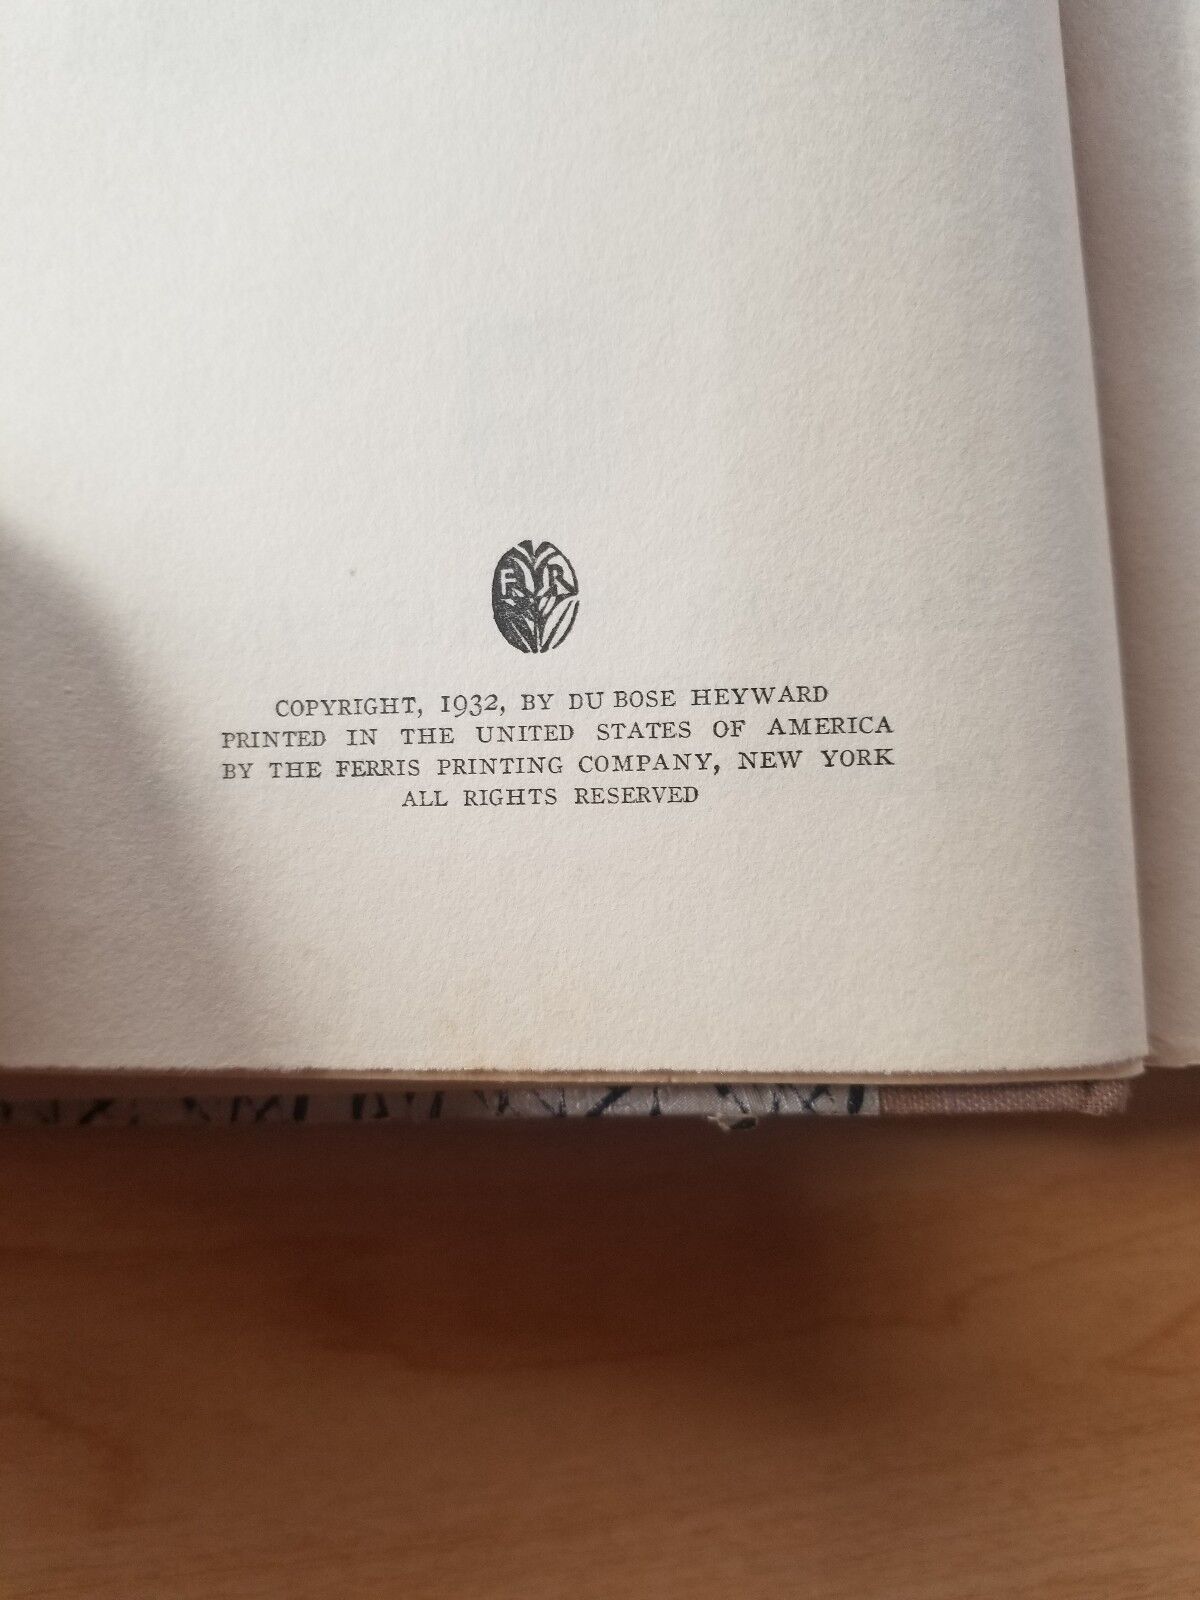 F R
COPYRIGHT, 1932, BY DU BOSE HEYWARD
PRINTED IN THE UNITED STATES OF AMERICA
BY THE FERRIS PRINTING COMPANY, NEW YORK
ALL RIGHTS RESERVED